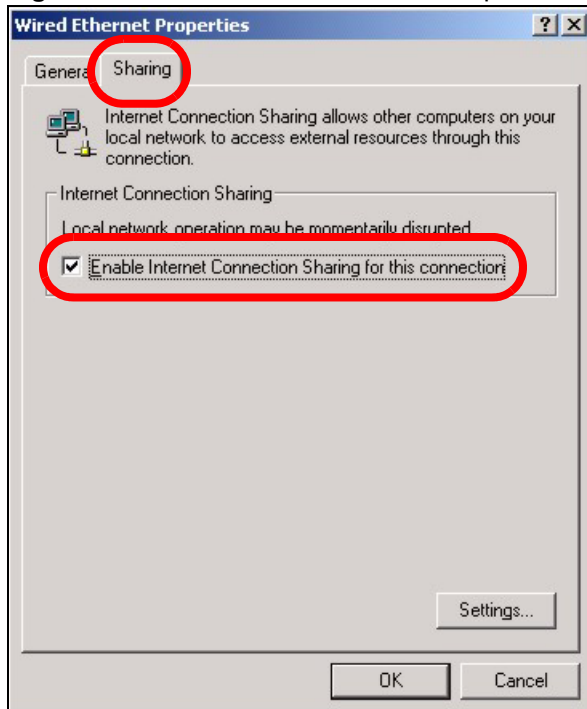 Wired Ethernet Properties
General
Sharing
Internet Connection Sharing allows other computers on your
local network to access external resources through this
connection.
Internet Connection Sharing
Local network operation may be momentarily disrupted
Enable Internet Connection Sharing for this connection
Settings...
OK
Cancel